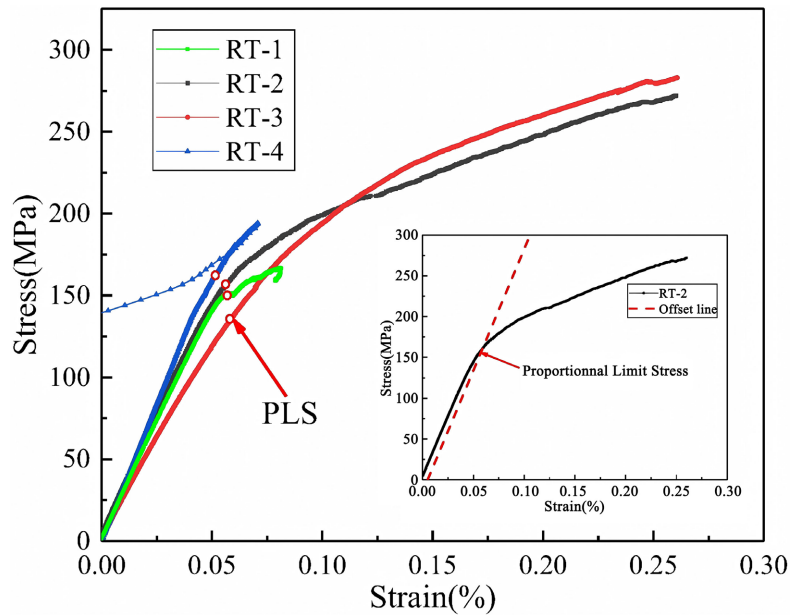 300
250
200
150
100
50
0
Stress(MPa)
RT-1
RT-2
RT-3
RT-4
PLS
0.00 0.05 0.10 0.15 0.20 0.25 0.30
Strain(%)
300
250
200
150
100
50
0
Stress(MPa)
RT-2
Offset line
Proportionnal Limit Stress
0.00 0.05 0.10 0.15 0.20 0.25 0.30
Strain(%)